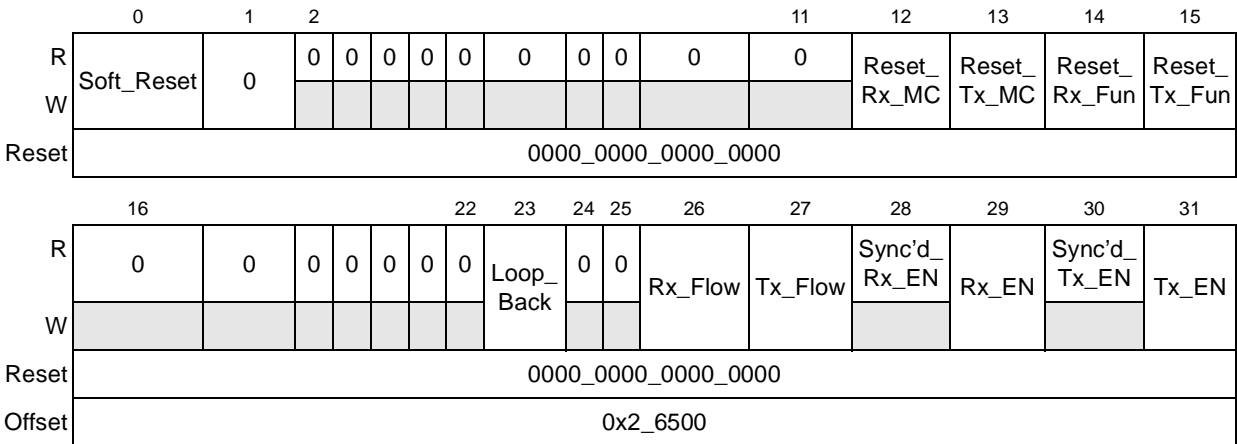 0 1 2 11 12 13 14 15
R Soft_Reset 0 0 0 0 0 0 0 0 0 0 0 Reset_ Reset_ Reset_ Reset_
W Rx_MC Tx_MC Rx_Fun Tx_Fun
Reset 0000_0000_0000_0000
16 22 23 24 25 26 27 28 29 30 31
R 0 0 0 0 0 0 0 Loop_ 0 0 Rx_Flow Tx_Flow Sync'd_ Rx_EN Sync'd_ Tx_EN
Back Rx_EN Tx_EN
W
Reset 0000_0000_0000_0000
Offset 0x2_6500